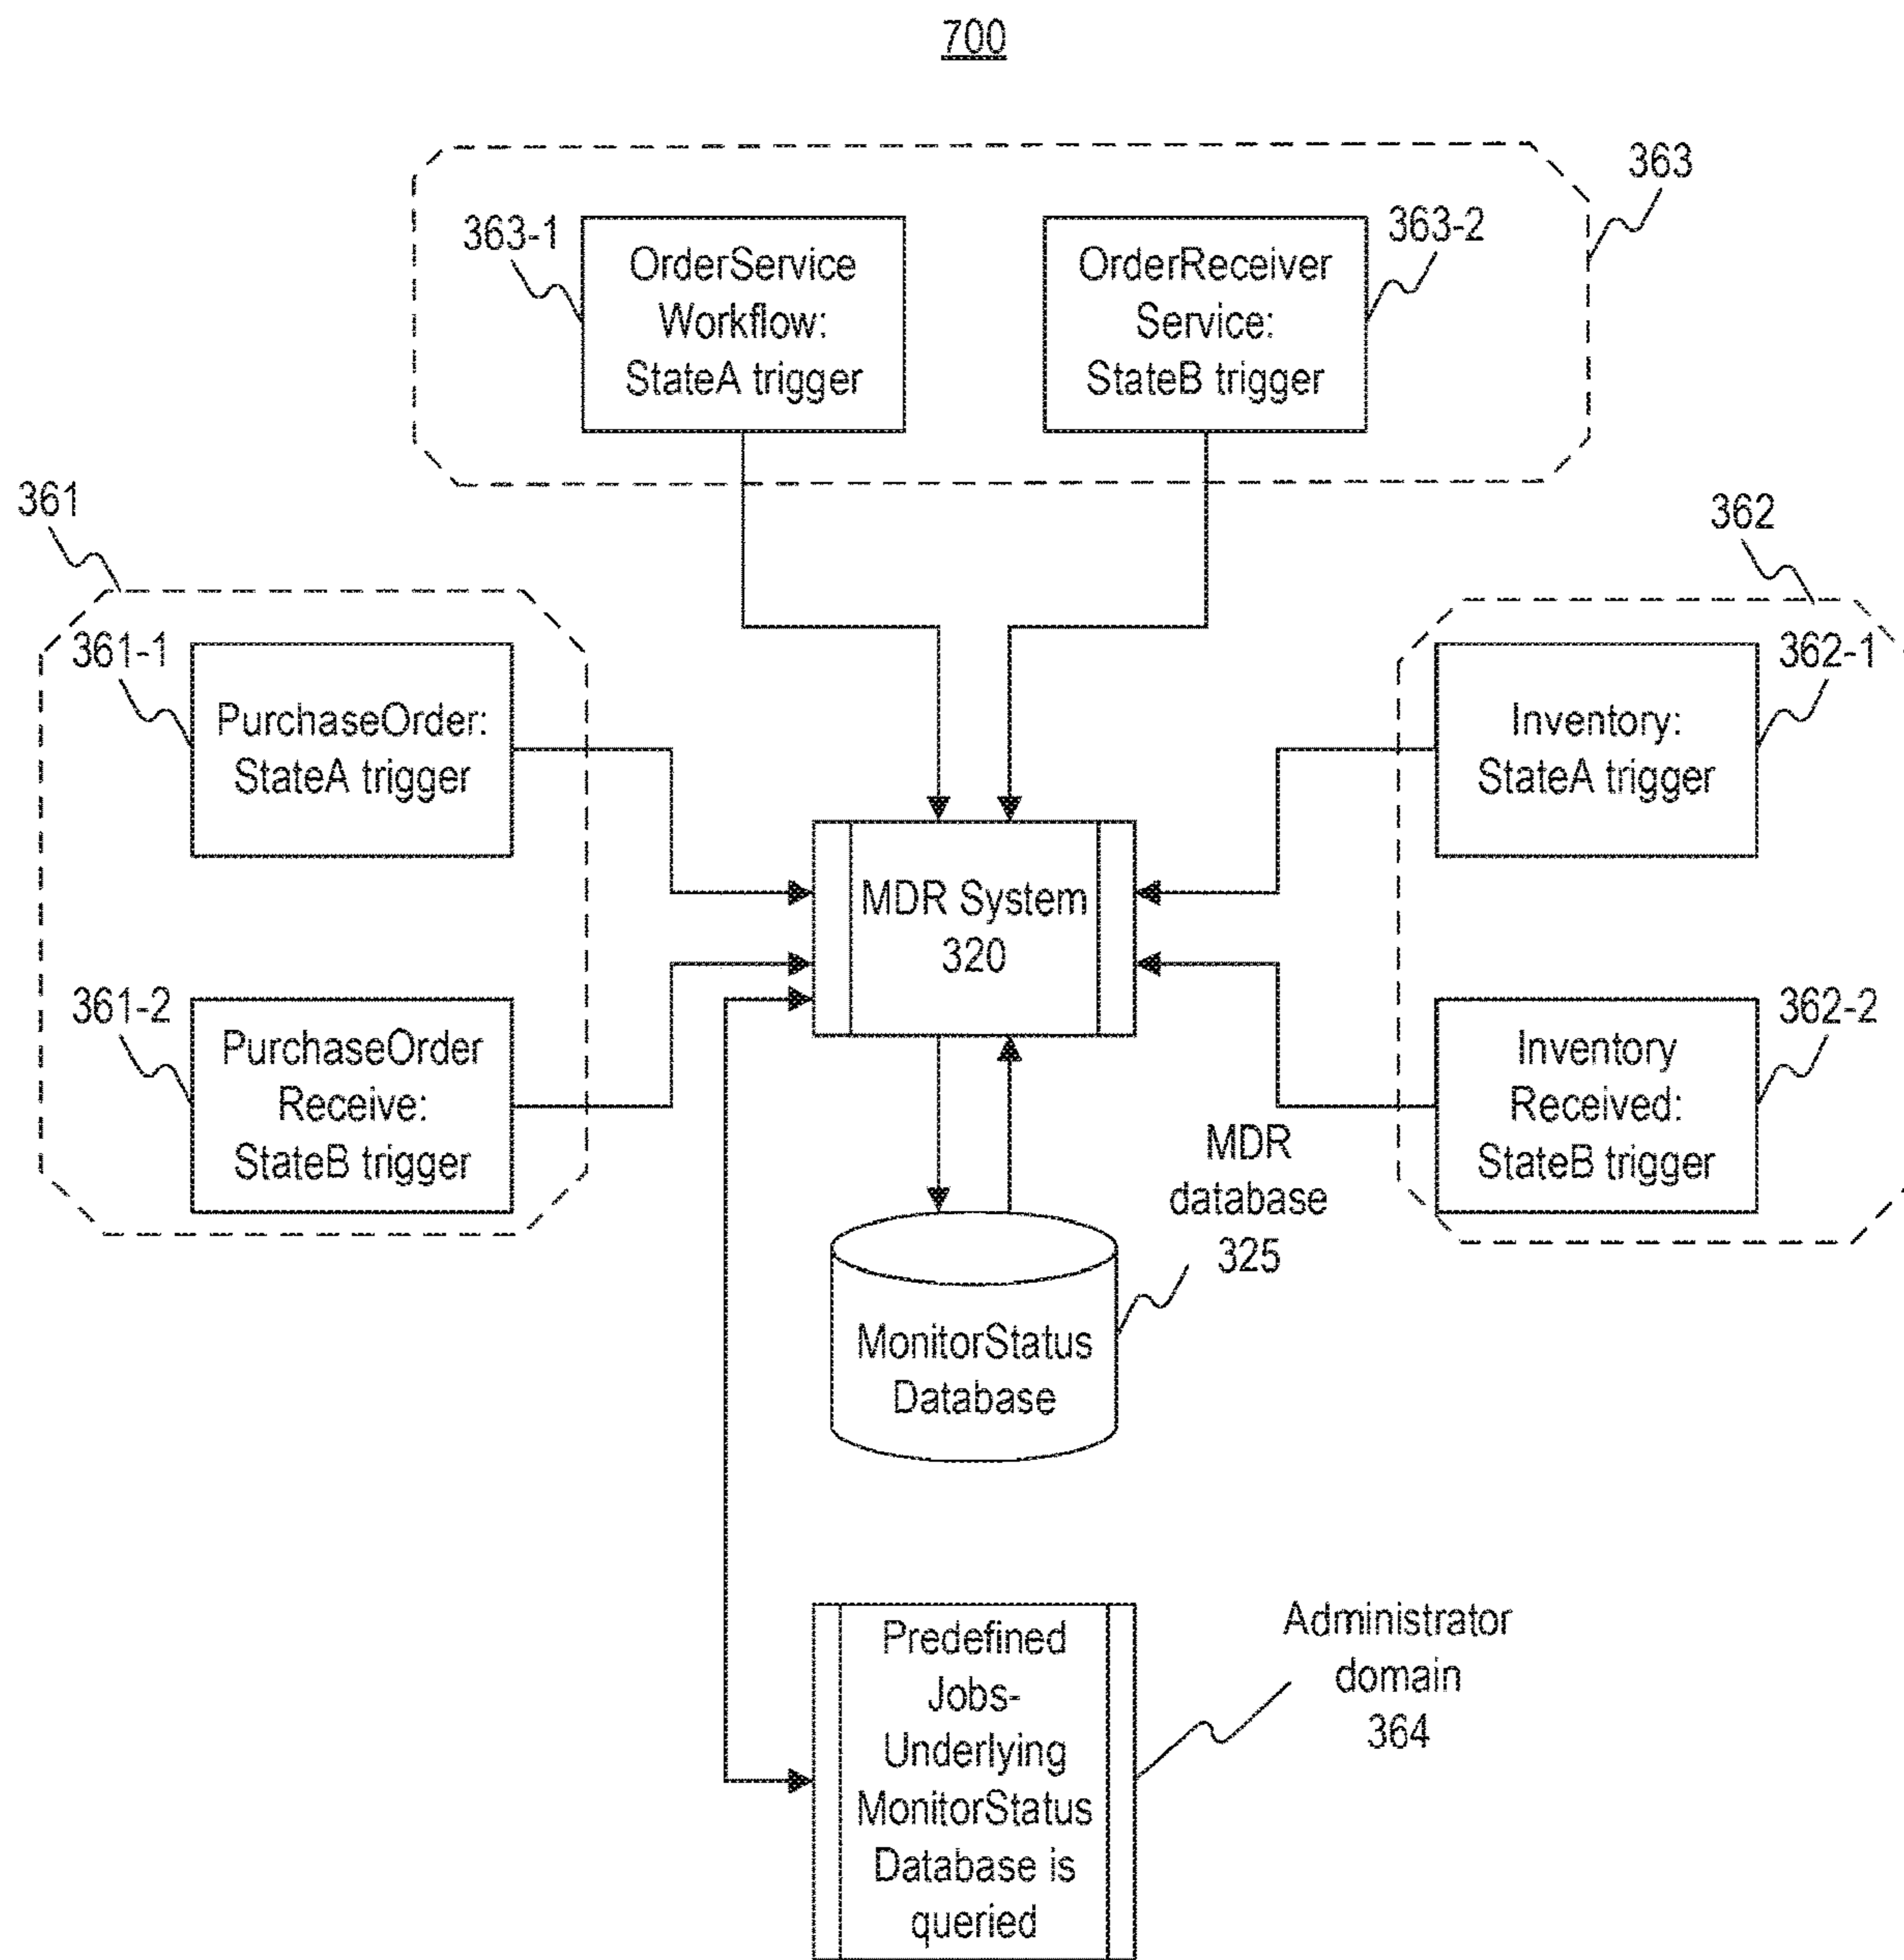 700
363
363-1
OrderService
Workflow:
StateA trigger
363-2
OrderReceiver
Service:
StateB trigger
361
361-1
PurchaseOrder:
StateA trigger
362
362-1
Inventory:
StateA trigger
MDR System
320
361-2
PurchaseOrder
Receive:
StateB trigger
362-2
Inventory
Received:
StateB trigger
MDR
database
325
MonitorStatus
Database
Predefined
Jobs-
Underlying
MonitorStatus
Database is
queried
Administrator
domain
364